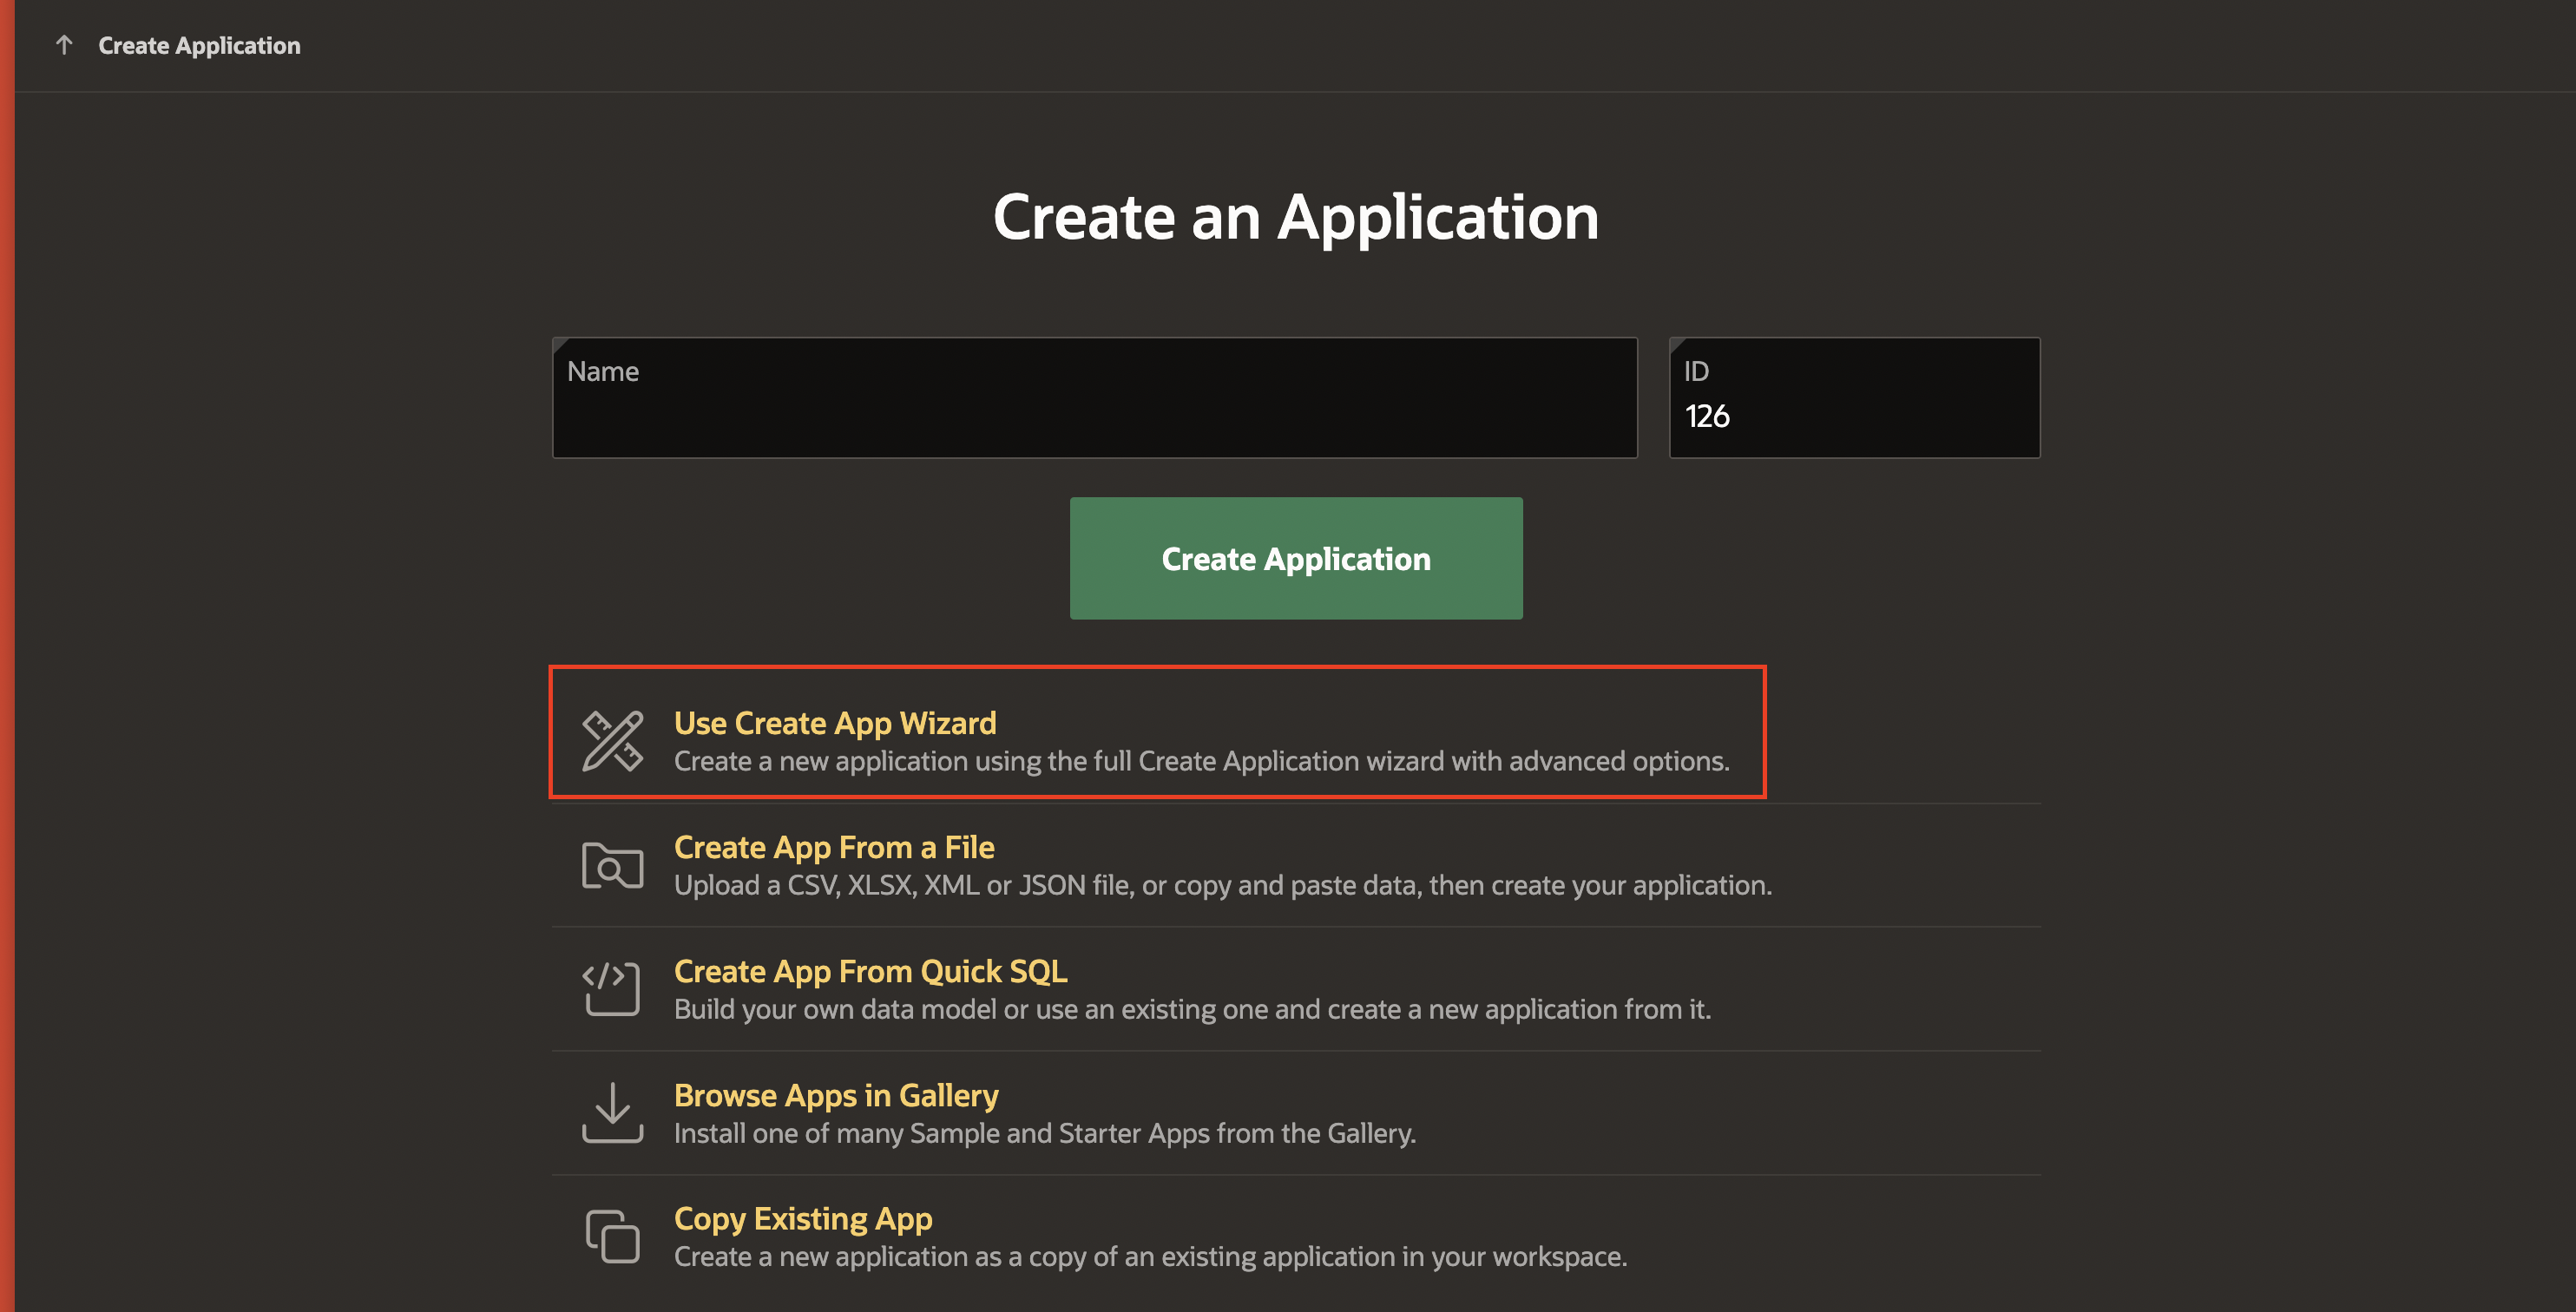 Create Application
Create an Application
Name
ID
126
Create Application
Use Create App Wizard
Create a new application using the full Create Application wizard with advanced options.
Create App From a File
Upload a CSV, XLSX, XML or JSON file, or copy and paste data, then create your application.
Create App From Quick SQL
Build your own data model or use an existing one and create a new application from it.
Browse Apps in Gallery
Install one of many Sample and Starter Apps from the Gallery.
Copy Existing App
Create a new application as a copy of an existing application in your workspace.